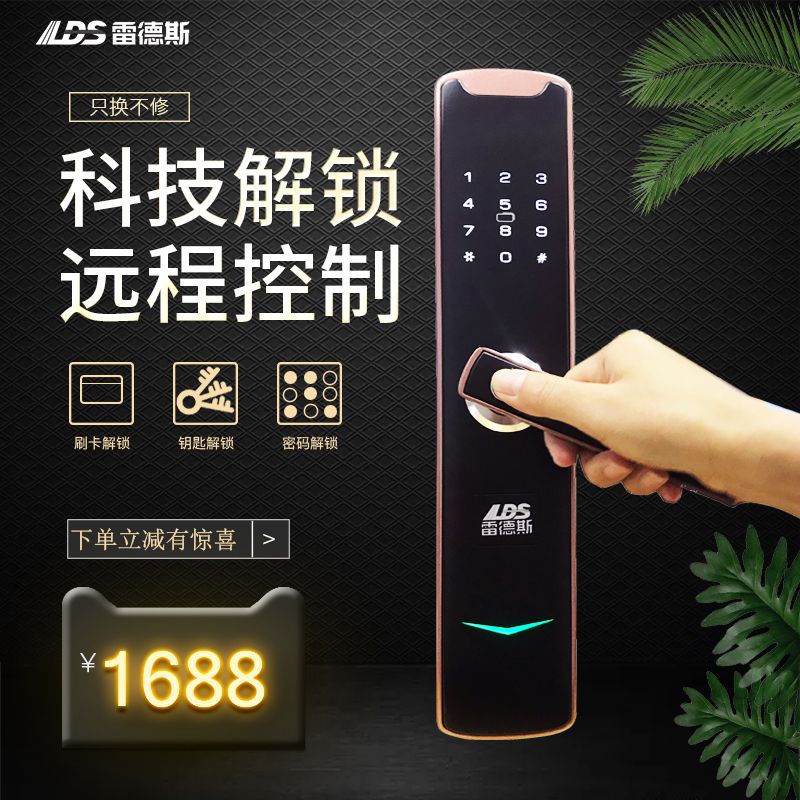 LDS 雷德斯
只换不修
科技解锁
远程控制
刷卡解锁 钥匙解锁 密码解锁
下单立减有惊喜 >
¥1688
1 2 3
4 5 6
7 8 9
* 0 #
LDS
雷德斯